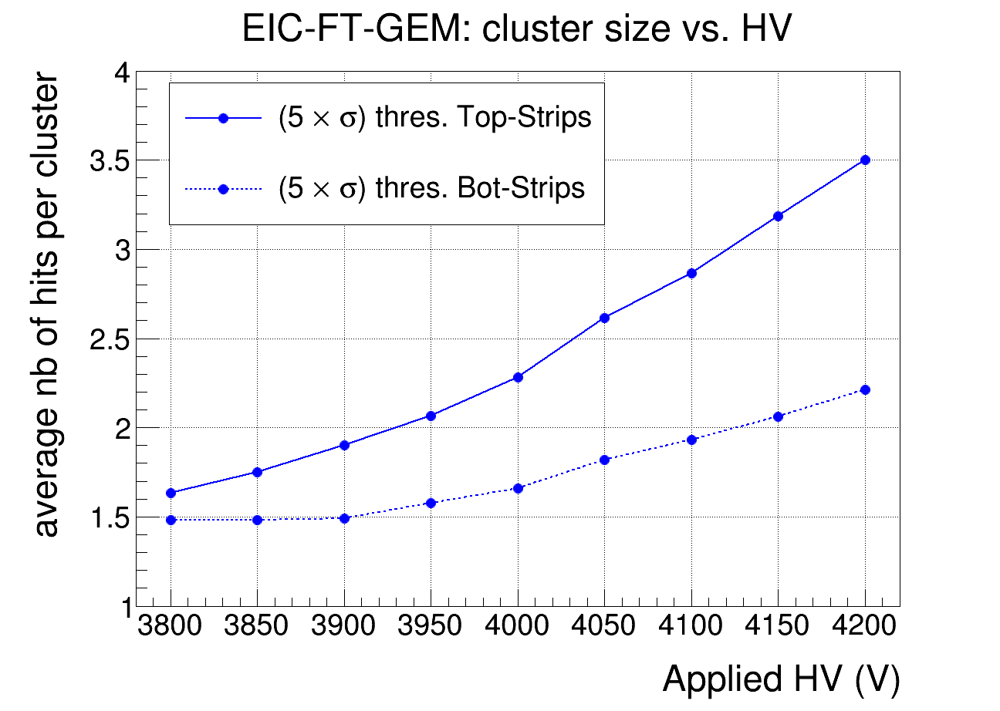 EIC-FT-GEM: cluster size vs. HV
average nb of hits per cluster
4
3.5
3
2.5
2
1.5
1
(5 × σ) thres. Top-Strips
(5 × σ) thres. Bot-Strips
3800 3850 3900 3950 4000 4050 4100 4150 4200
Applied HV (V)